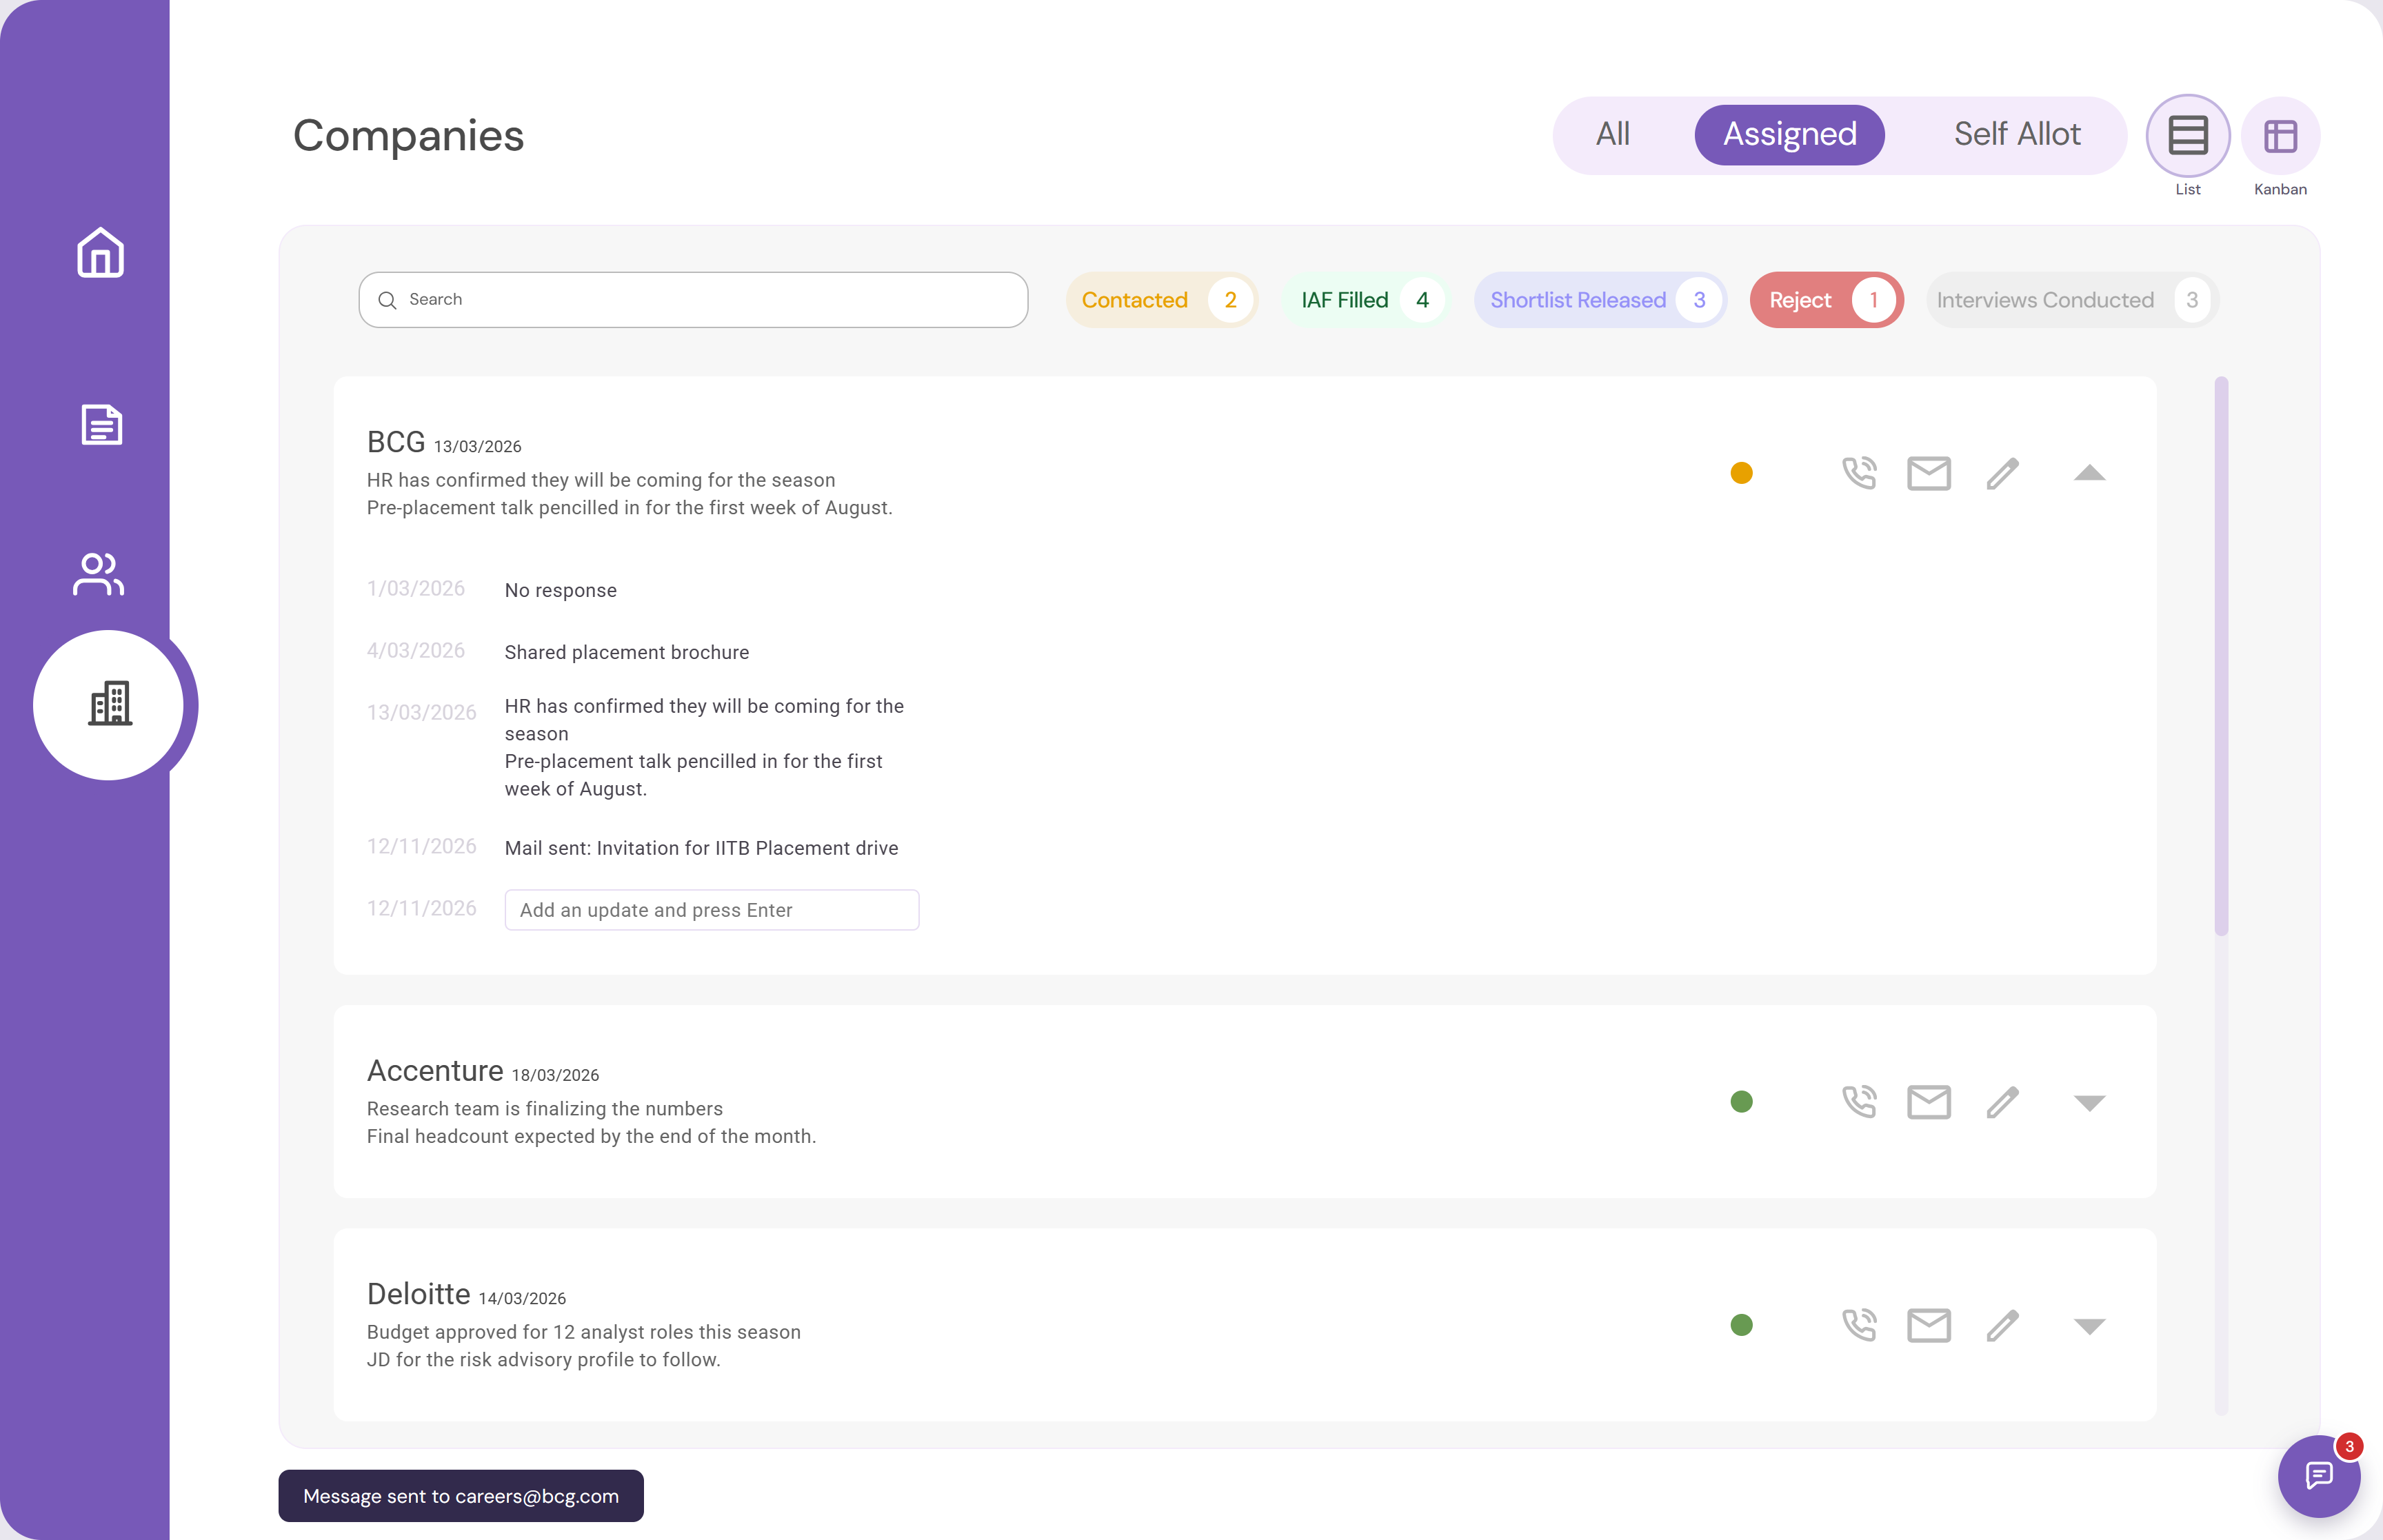 Companies
All
Assigned
Self Allot
List
Kanban
Search
Contacted 2
IAF Filled 4
Shortlist Released 3
Reject 1
Interviews Conducted 3
BCG 13/03/2026
HR has confirmed they will be coming for the season
Pre-placement talk pencilled in for the first week of August.
1/03/2026 No response
4/03/2026 Shared placement brochure
13/03/2026 HR has confirmed they will be coming for the
season
Pre-placement talk pencilled in for the first
week of August.
12/11/2026 Mail sent: Invitation for IITB Placement drive
12/11/2026 Add an update and press Enter
Accenture 18/03/2026
Research team is finalizing the numbers
Final headcount expected by the end of the month.
Deloitte 14/03/2026
Budget approved for 12 analyst roles this season
JD for the risk advisory profile to follow.
3
Message sent to careers@bcg.com